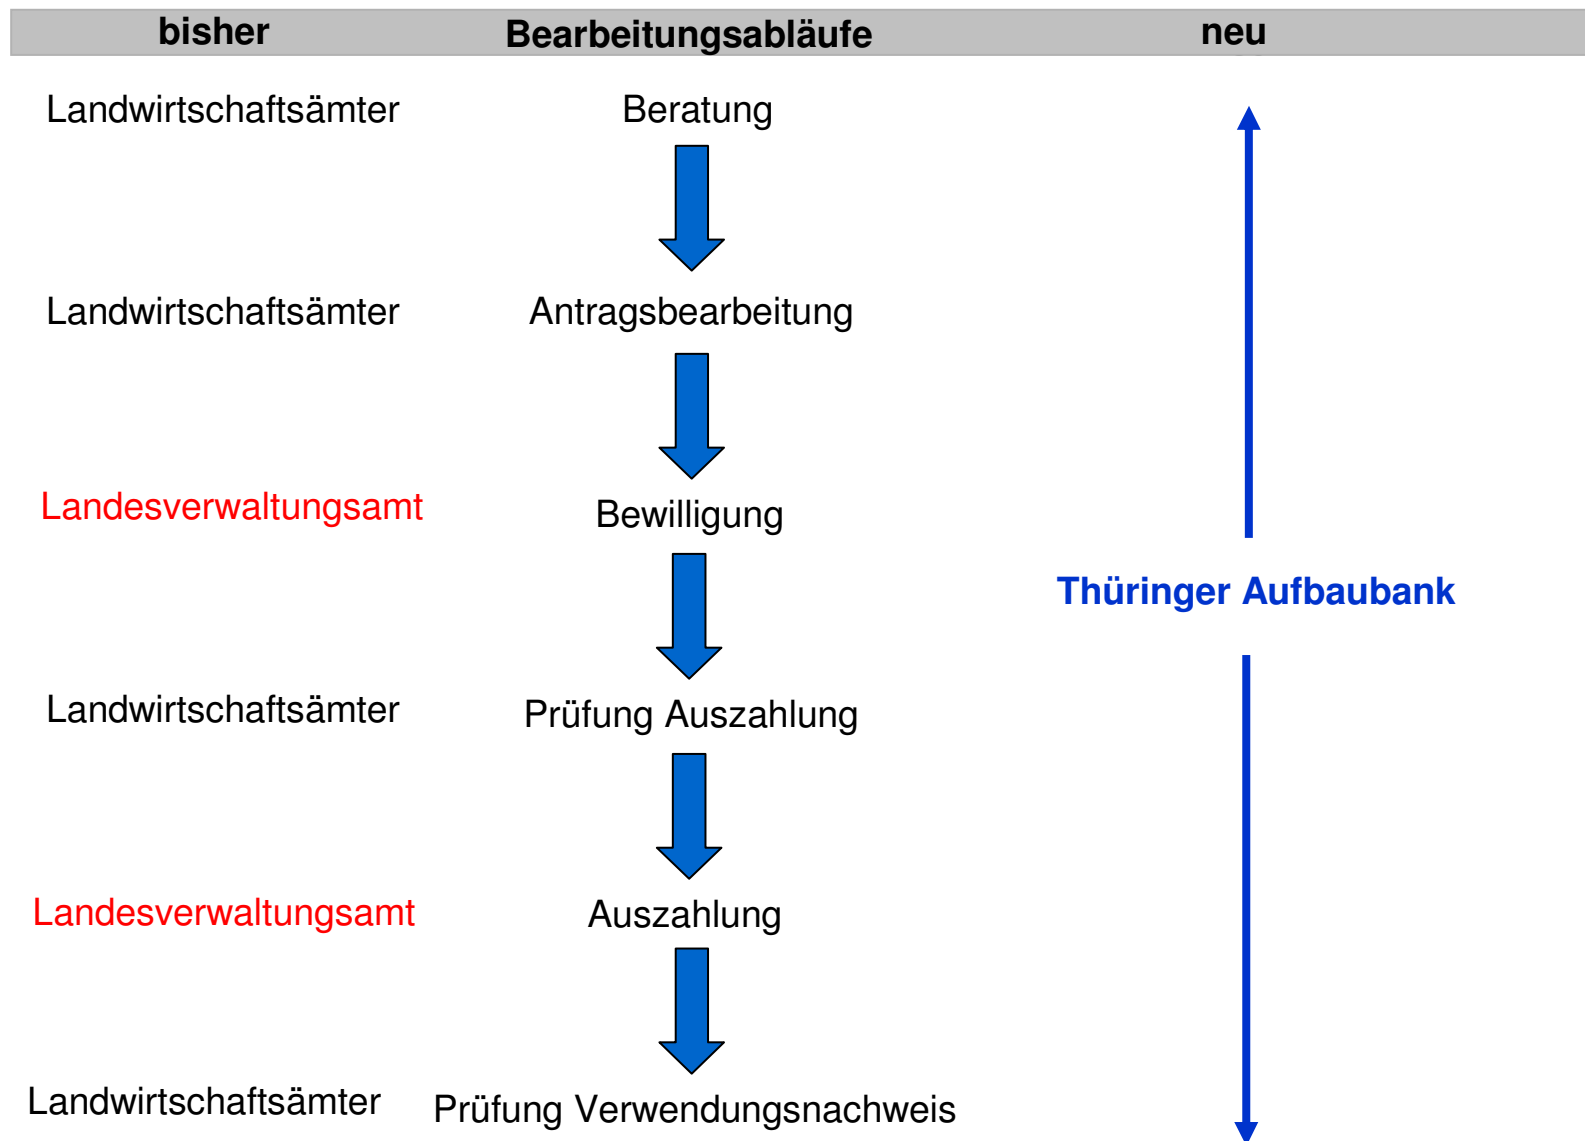 bisher Bearbeitungsabläufe neu
Landwirtschaftsämter Beratung
Landwirtschaftsämter Antragsbearbeitung
Landesverwaltungsamt Bewilligung
Thüringer Aufbaubank
Landwirtschaftsämter Prüfung Auszahlung
Landesverwaltungsamt Auszahlung
Landwirtschaftsämter Prüfung Verwendungsnachweis